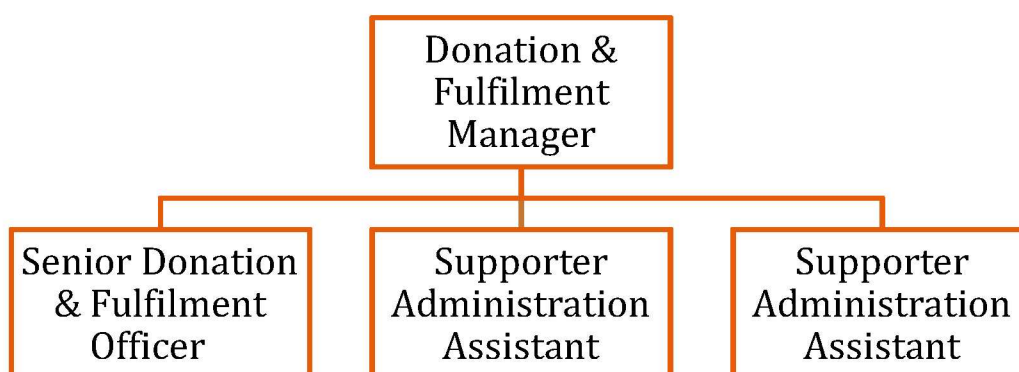 Donation &
Fulfilment
Manager
Senior Donation
& Fulfilment
Officer
Supporter
Administration
Assistant
Supporter
Administration
Assistant